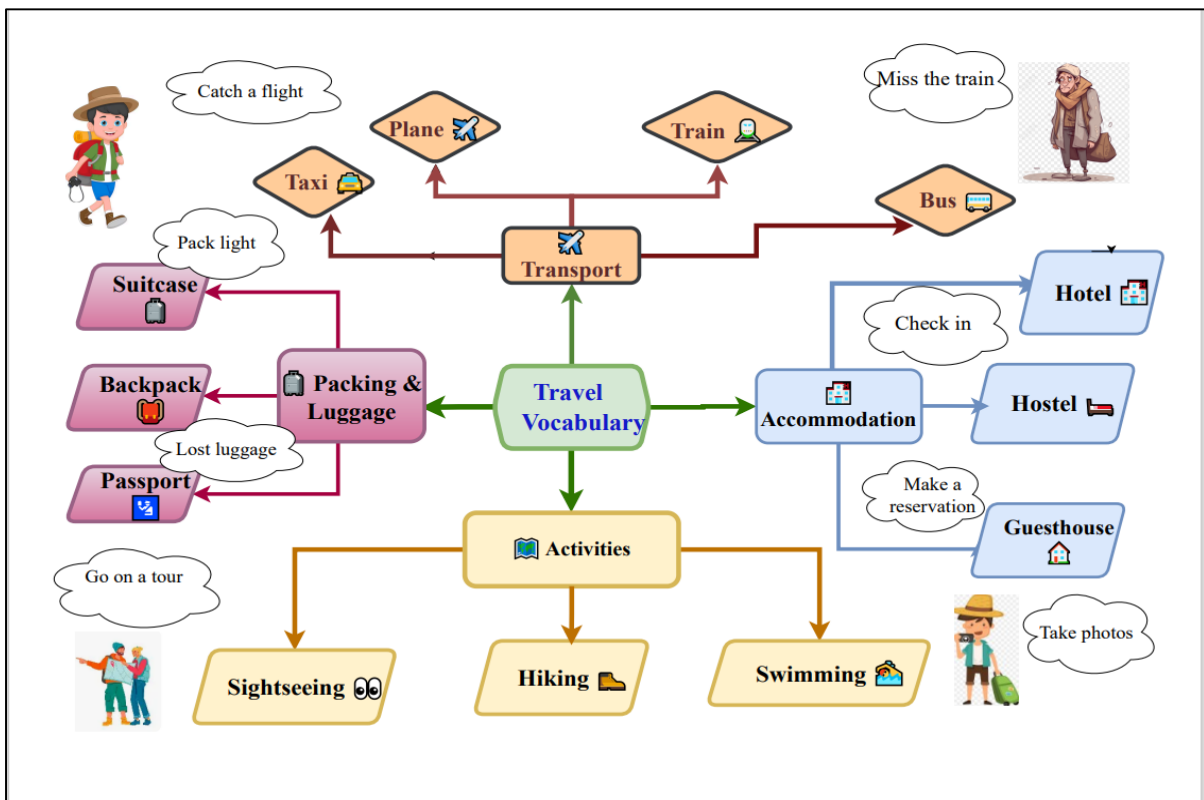 Catch a flight
Miss the train
Plane
Train
Taxi
Bus
Transport
Pack light
Suitcase
Hotel
Check in
Packing &
Luggage
Backpack
Travel
Vocabulary
Accommodation
Hostel
Lost luggage
Passport
Make a
reservation
Guesthouse
Activities
Go on a tour
Take photos
Sightseeing
Hiking
Swimming